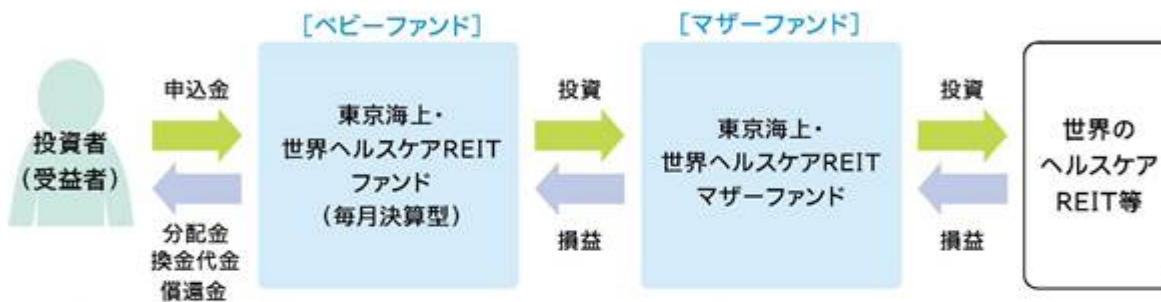 [ベビーファンド]
[マザーファンド]
投資者
(受益者)
申込金
分配金
換金代金
償還金
東京海上・
世界ヘルスケアREIT
ファンド
(毎月決算型)
投資
損益
東京海上・
世界ヘルスケアREIT
マザーファンド
投資
損益
世界の
ヘルスケア
REIT等